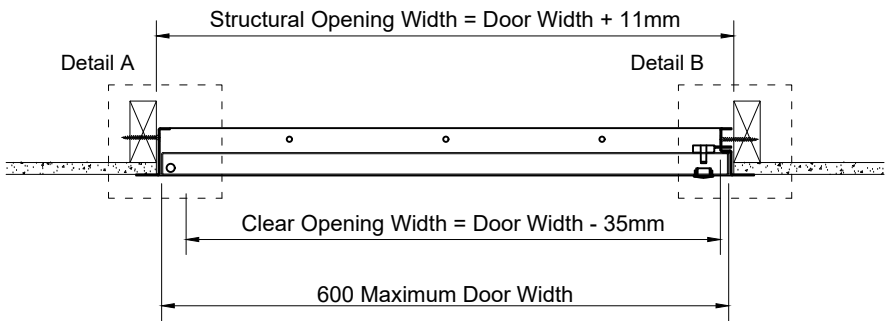 Structural Opening Width = Door Width + 11mm
Detail A
Detail B
Clear Opening Width = Door Width - 35mm
600 Maximum Door Width